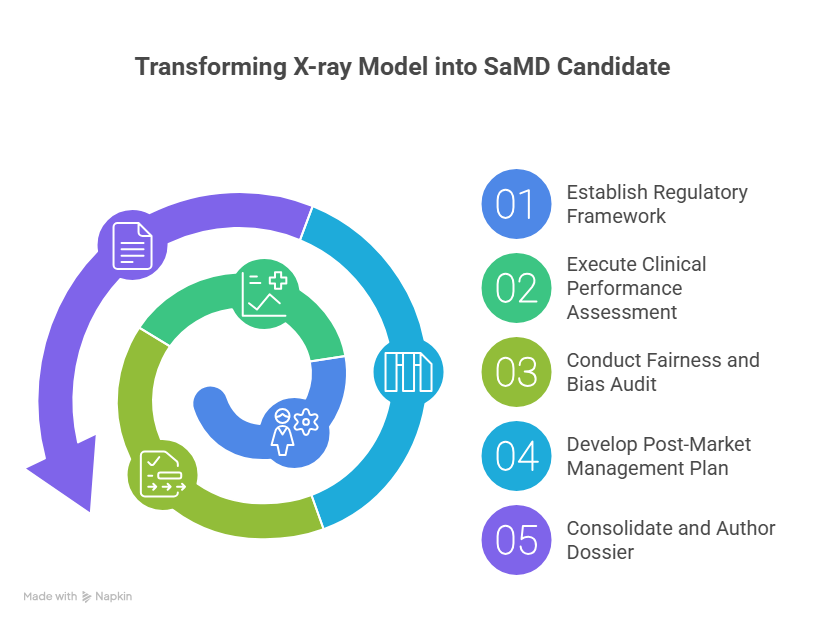 Transforming X-ray Model into SaMD Candidate
01
Establish Regulatory
Framework
02
Execute Clinical
Performance
Assessment
03
Conduct Fairness and
Bias Audit
04
Develop Post-Market
Management Plan
05
Consolidate and Author
Dossier
Made with Napkin